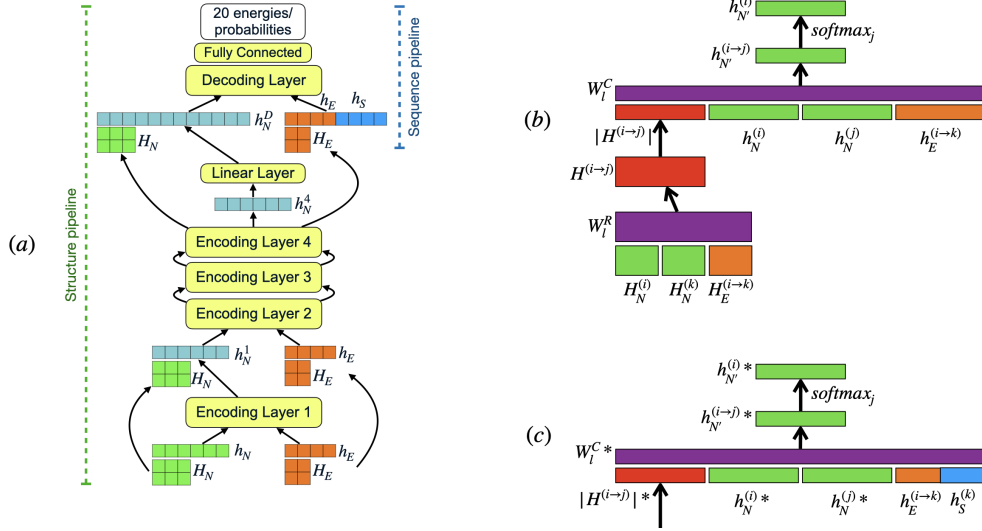 (a)
Structure pipeline
Sequence pipeline
20 energies/
probabilities
Fully Connected
Decoding Layer
h_E h_S
h_N^D
H_N
H_E
Linear Layer
h_N^4
Encoding Layer 4
Encoding Layer 3
Encoding Layer 2
h_N^1
h_E
H_N
H_E
Encoding Layer 1
h_N
h_E
H_N
H_E
(b)
h_{N'}^{(i)}
softmax_j
h_{N'}^{(i→j)}
W_l^C
|H^{(i→j)}| h_N^{(i)} h_N^{(j)} h_E^{(i→k)}
H^{(i→j)}
W_l^R
H_N^{(i)} H_N^{(k)} H_E^{(i→k)}
(c)
h_{N'}^{(i)} *
softmax_j
h_{N'}^{(i→j)} *
W_l^C *
|H^{(i→j)}| * h_N^{(i)} * h_N^{(j)} * h_E^{(i→k)} h_S^{(k)}